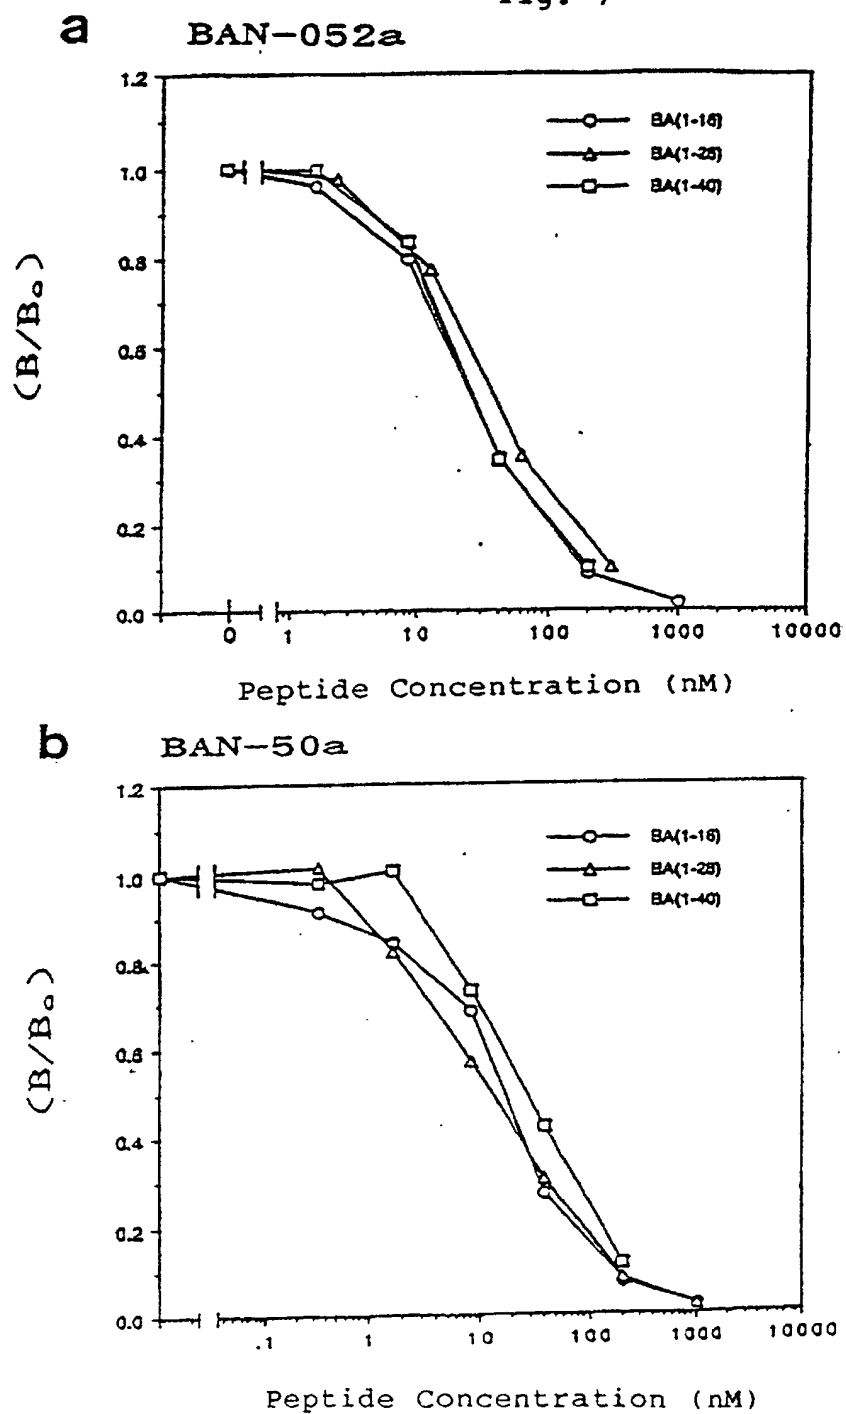 a BAN-052a
1.2
1.0
0.8
0.6
0.4
0.2
0.0
(B/B₀)
BA(1-16)
BA(1-28)
BA(1-40)
0 1 10 100 1000 10000
Peptide Concentration (nM)
b BAN-50a
1.2
1.0
0.8
0.6
0.4
0.2
0.0
(B/B₀)
BA(1-16)
BA(1-28)
BA(1-40)
.1 1 10 100 1000 10000
Peptide Concentration (nM)